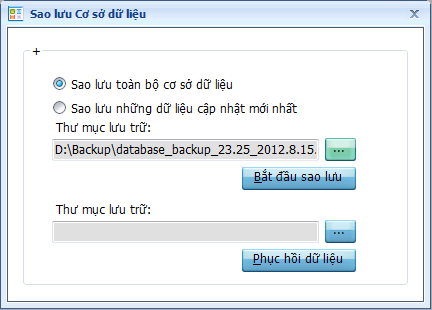 Sao lưu Cơ sở dữ liệu
+
Sao lưu toàn bộ cơ sở dữ liệu
Sao lưu những dữ liệu cập nhật mới nhất
Thư mục lưu trữ:
D:\Backup\database_backup_23.25_2012.8.15. ...
Bắt đầu sao lưu
Thư mục lưu trữ:
...
Phục hồi dữ liệu